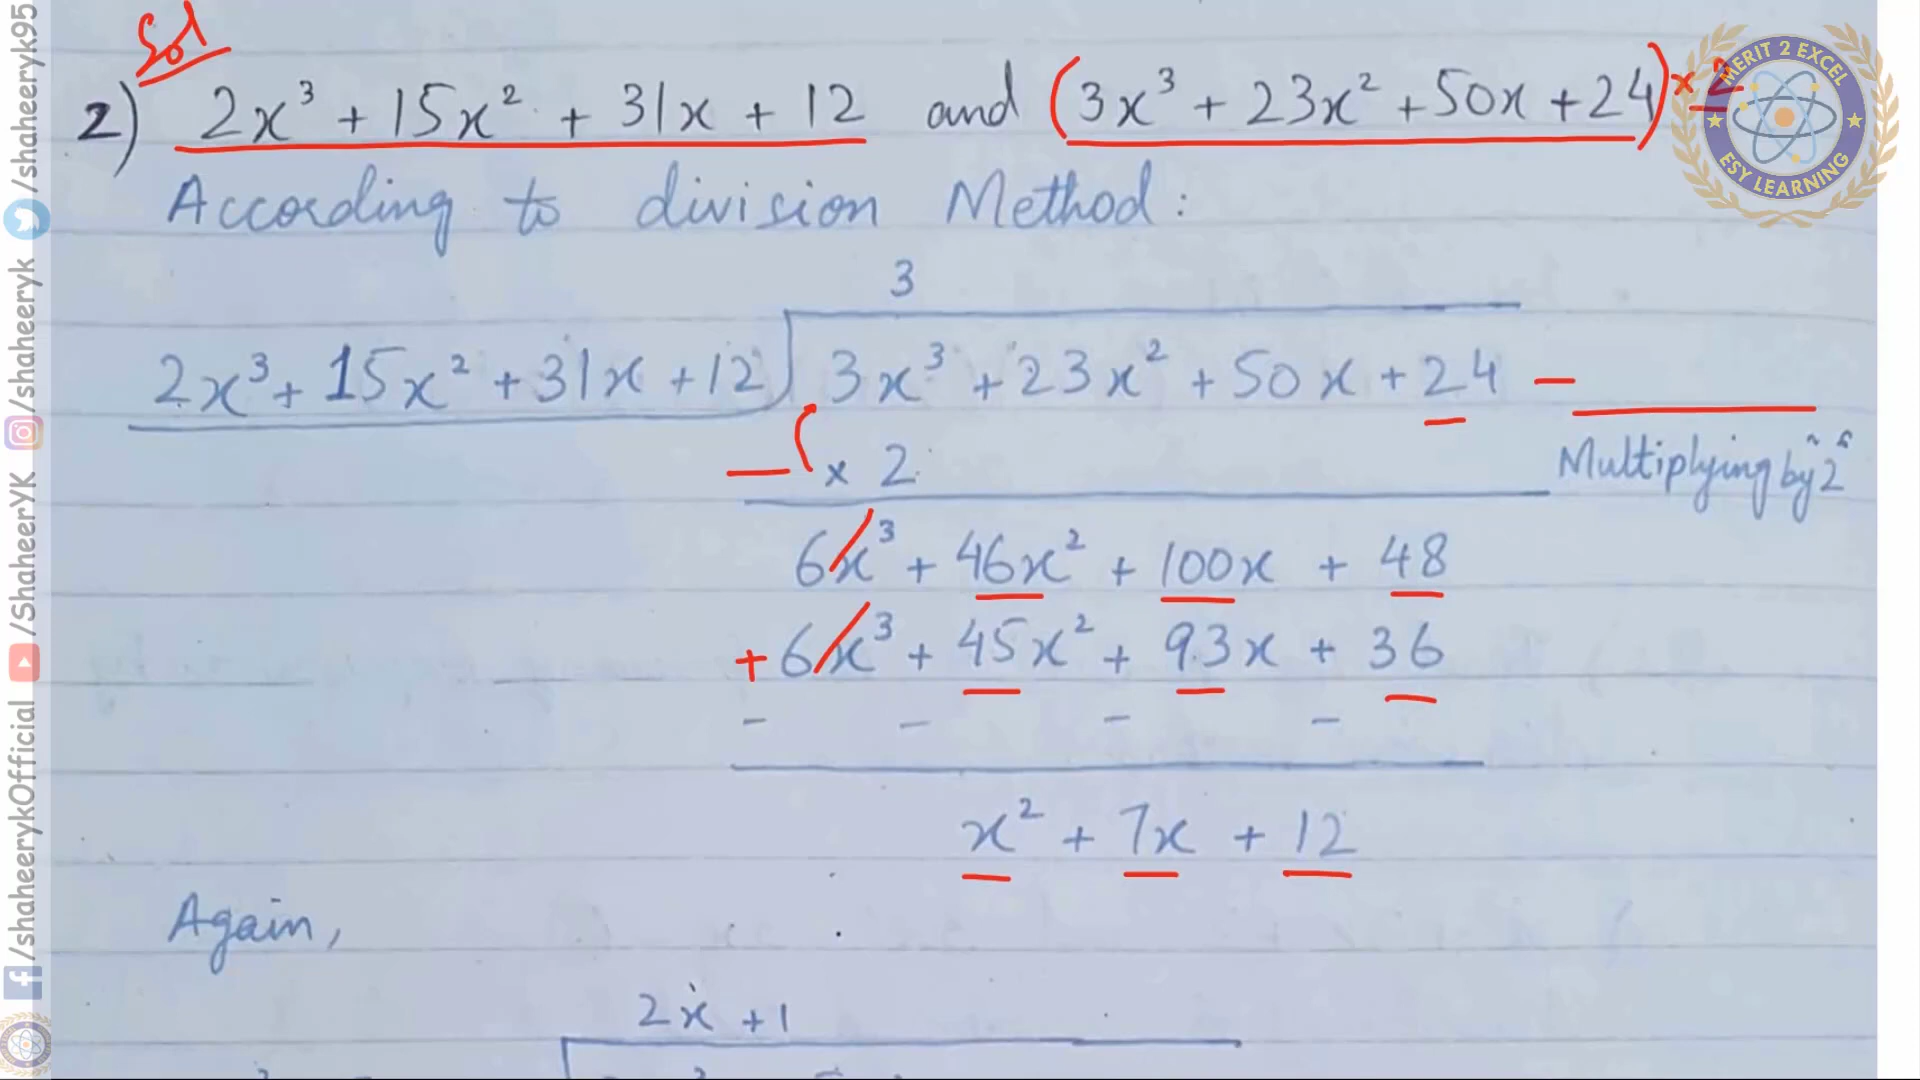 Sol
2) 2x³ + 15x² + 31x + 12 and (3x³ + 23x² + 50x + 24) × 2
According to division Method:
3
2x³ + 15x² + 31x + 12 ) 3x³ + 23x² + 50x + 24 —
— × 2 Multiplying by "2"
6x³ + 46x² + 100x + 48
+ 6x³ + 45x² + 93x + 36
- - - -
x² + 7x + 12
Again,
2x + 1
MERIT 2 EXCEL
ESY LEARNING
/shaheerykOfficial
/ShaheerYK
/shaheeryk
/shaheeryk95